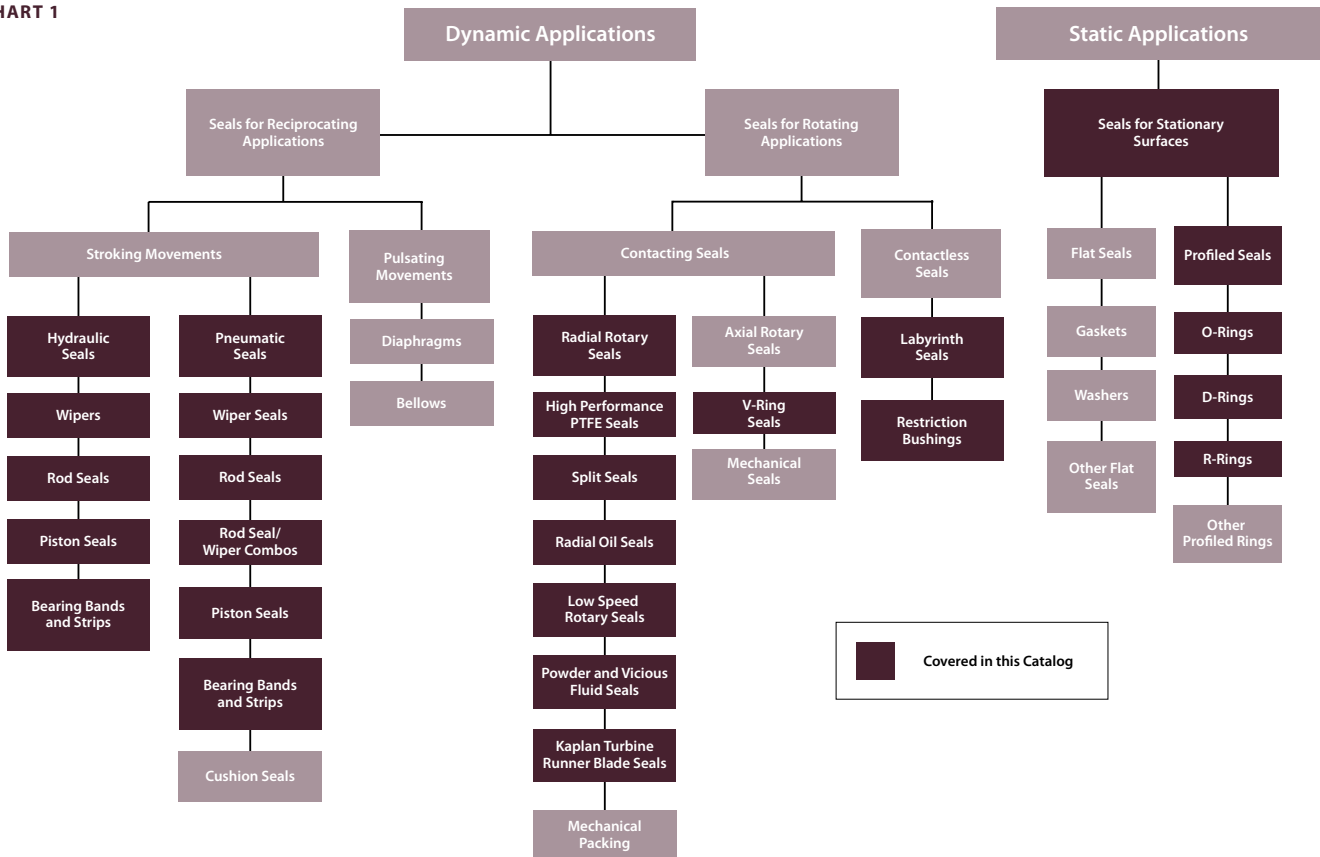 HART 1
Dynamic Applications
Static Applications
Seals for Reciprocating
Applications
Seals for Rotating
Applications
Seals for Stationary
Surfaces
Stroking Movements
Pulsating
Movements
Contacting Seals
Contactless
Seals
Flat Seals
Profiled Seals
Hydraulic
Seals
Wipers
Rod Seals
Piston Seals
Bearing Bands
and Strips
Pneumatic
Seals
Wiper Seals
Rod Seals
Rod Seal/
Wiper Combos
Piston Seals
Bearing Bands
and Strips
Cushion Seals
Diaphragms
Bellows
Radial Rotary
Seals
High Performance
PTFE Seals
Split Seals
Radial Oil Seals
Low Speed
Rotary Seals
Powder and Vicious
Fluid Seals
Kaplan Turbine
Runner Blade Seals
Mechanical
Packing
Axial Rotary
Seals
V-Ring
Seals
Mechanical
Seals
Labyrinth
Seals
Restriction
Bushings
Gaskets
Washers
Other Flat
Seals
O-Rings
D-Rings
R-Rings
Other
Profiled Rings
Covered in this Catalog